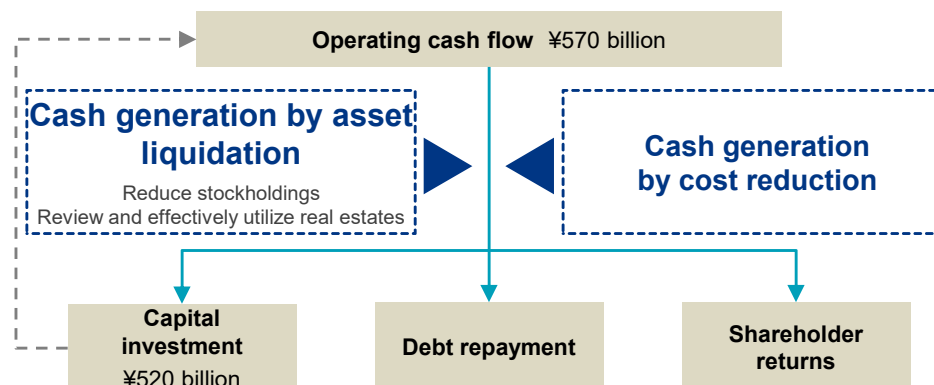 Operating cash flow ¥570 billion
Cash generation by asset
liquidation
Reduce stockholdings
Review and effectively utilize real estates
Cash generation
by cost reduction
Capital
investment
¥520 billion
Debt repayment
Shareholder
returns